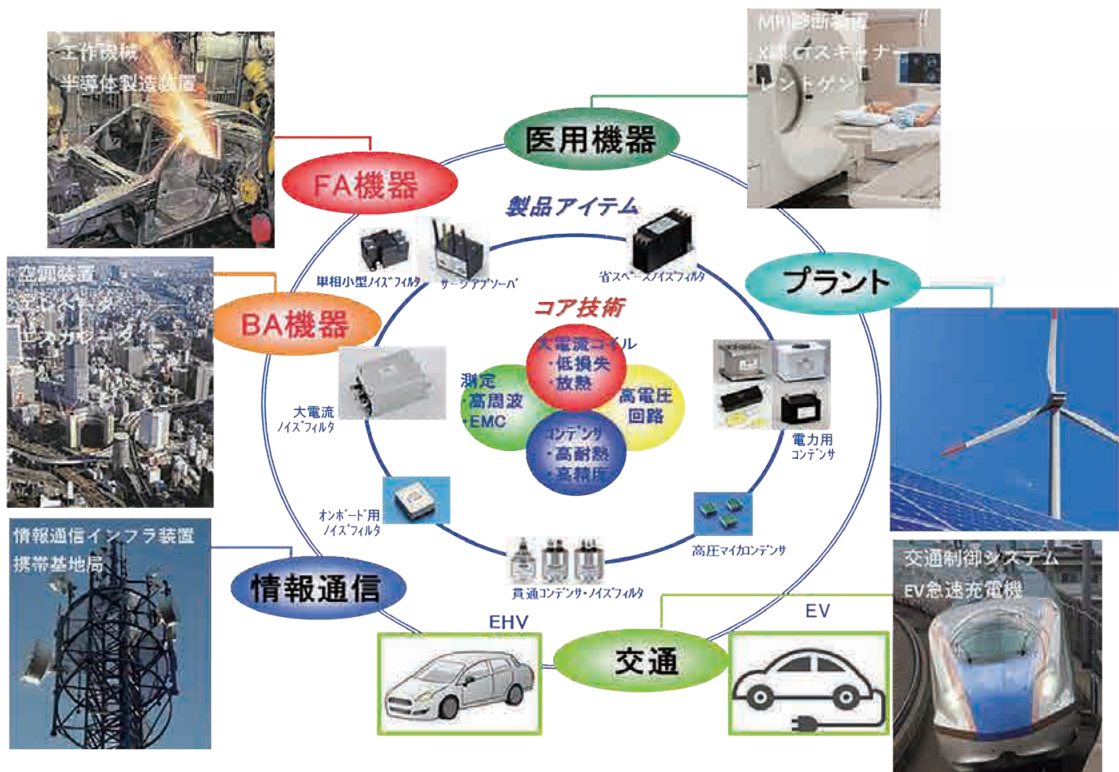 工作機械
半導体製造装置
MRI診断装置
X線CTスキャナー
レントゲン
医用機器
FA機器
製品アイテム
単相小型ノイズフィルタ
サージアブソーバ
省スペースノイズフィルタ
プラント
空調装置
エレベータ
エスカレータ
BA機器
コア技術
大電流コイル
・低損失
・放熱
測定
・高周波
・EMC
高電圧
回路
コンデンサ
・高耐熱
・高精度
大電流
ノイズフィルタ
電力用
コンデンサ
オンボード用
ノイズフィルタ
高圧マイカコンデンサ
貫通コンデンサ・ノイズフィルタ
情報通信インフラ装置
携帯基地局
情報通信
交通制御システム
EV急速充電機
EHV
交通
EV